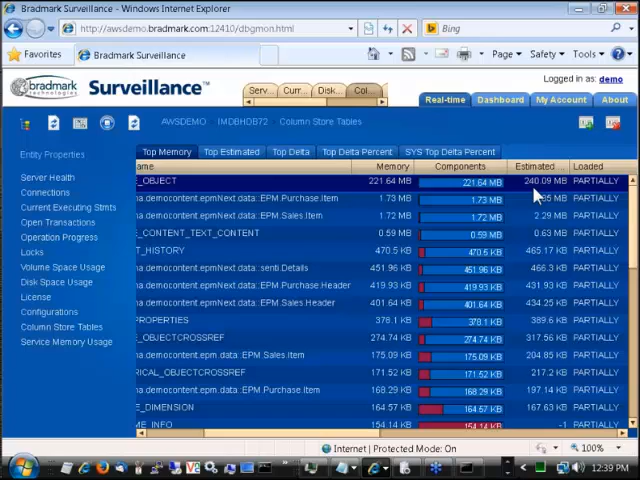 Bradmark Surveillance - Windows Internet Explorer
http://awsdemo.bradmark.com:12410/dbgmon.html
Bing
Favorites
Bradmark Surveillance
Page
Safety
Tools
bradmark
technologies
Surveillance™
Serv...
Curr...
Disk...
Col...
Logged in as: demo
Real-time
Dashboard
My Account
About
AWSDEMO
IMDBHDB72
Column Store Tables
Entity Properties
Server Health
Connections
Current Executing Stmts
Open Transactions
Operation Progress
Locks
Volume Space Usage
Disk Space Usage
License
Configurations
Column Store Tables
Service Memory Usage
Top Memory
Top Estimated
Top Delta
Top Delta Percent
SYS Top Delta Percent
ame Memory Components Estimated ... Loaded
_OBJECT 221.64 MB 221.64 MB 240.09 MB PARTIALLY
na.democontent.epmNext.data::EPM.Purchase.Item 1.73 MB 1.73 MB MB PARTIALLY
na.democontent.epmNext.data::EPM.Sales.Item 1.72 MB 1.72 MB 2.29 MB PARTIALLY
E_CONTENT_TEXT_CONTENT 0.59 MB 0.59 MB 0.63 MB PARTIALLY
T_HISTORY 470.5 KB 470.5 KB 465.17 KB PARTIALLY
na.democontent.epmNext.data:: senti.Details 451.96 KB 451.96 KB 466.3 KB PARTIALLY
na.democontent.epmNext.data::EPM.Purchase.Header 419.93 KB 419.93 KB 431.93 KB PARTIALLY
na.democontent.epmNext.data::EPM.Sales.Header 401.64 KB 401.64 KB 434.25 KB PARTIALLY
PROPERTIES 378.1 KB 378.1 KB 389.6 KB PARTIALLY
E_OBJECTCROSSREF 274.74 KB 274.74 KB 317.56 KB PARTIALLY
na.democontent.epm.data::EPM.Sales.Item 175.09 KB 175.09 KB 204.85 KB PARTIALLY
RICAL_OBJECTCROSSREF 171.52 KB 171.52 KB 217.2 KB PARTIALLY
na.democontent.epm.data::EPM.Purchase.Item 168.29 KB 168.29 KB 197.14 KB PARTIALLY
E_DIMENSION 164.57 KB 164.57 KB 167.63 KB PARTIALLY
ME_INFO 154.14 KB 154.14 KB -1 PARTIALLY
Internet | Protected Mode: On
100%
12:39 PM